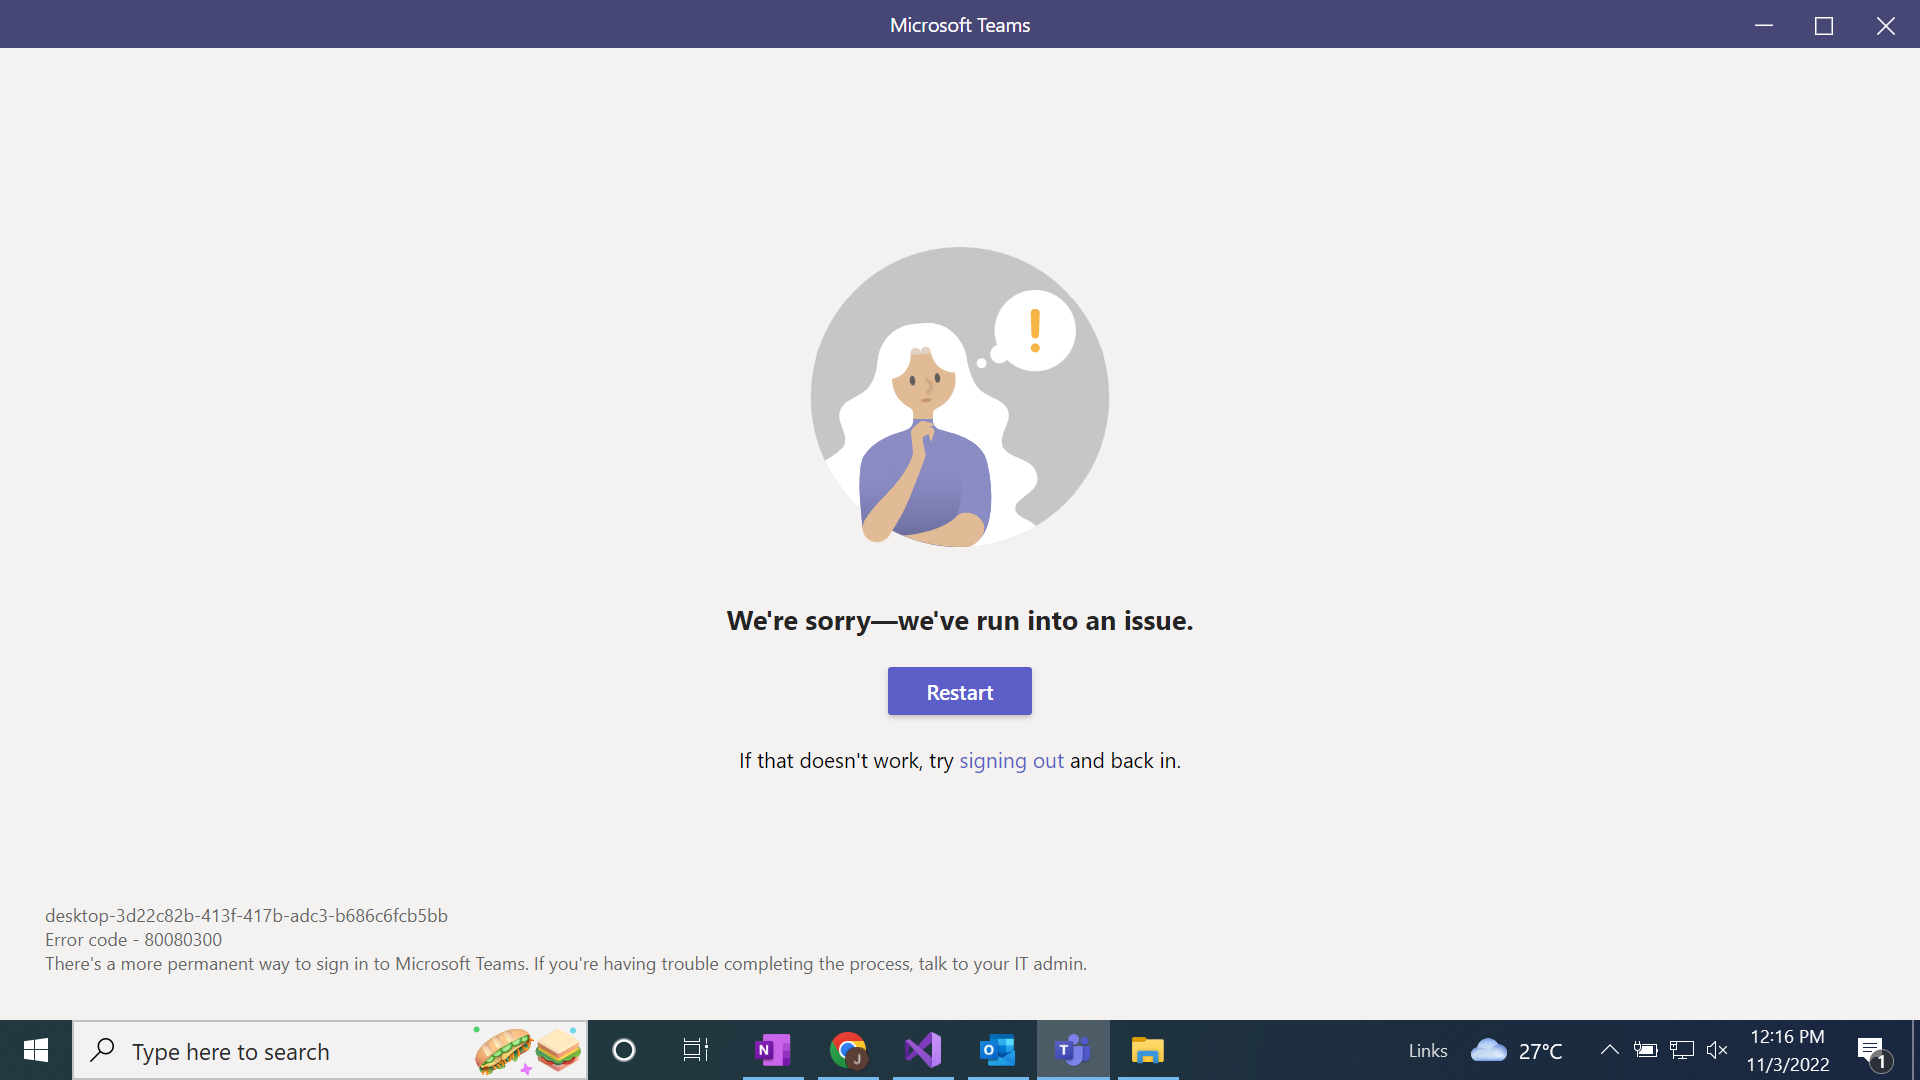 Microsoft Teams
!
We're sorry—we've run into an issue.
Restart
If that doesn't work, try signing out and back in.
desktop-3d22c82b-413f-417b-adc3-b686c6fcb5bb
Error code - 80080300
There's a more permanent way to sign in to Microsoft Teams. If you're having trouble completing the process, talk to your IT admin.
Type here to search
N
J
O
T
Links
27°C
12:16 PM
11/3/2022
1